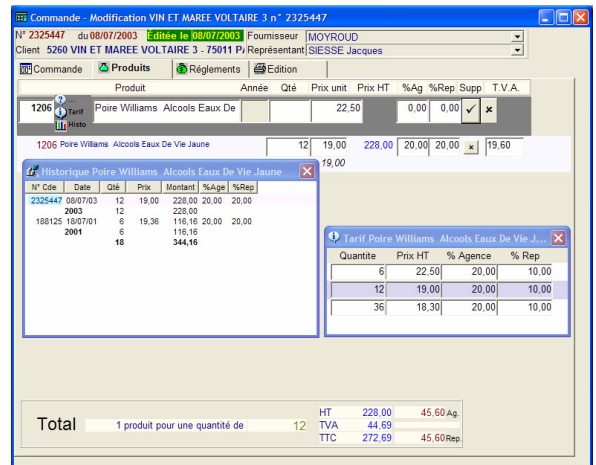 Commande - Modification VIN ET MAREE VOLTAIRE 3 n° 2325447
N° 2325447 du 08/07/2003 Éditée le 08/07/2003 Fournisseur MOYROUD
Client 5260 VIN ET MAREE VOLTAIRE 3 - 75011 P Représentant SIESSE Jacques
Commande Produits Réglements Edition
Produit Année Qté Prix unit Prix HT %Ag %Rep Supp T.V.A.
1206 ? ... Tarif Histo Poire Williams Alcools Eaux De 22,50 0,00 0,00
1206 Poire Williams Alcools Eaux De Vie Jaune 12 19,00 228,00 20,00 20,00 x 19,60
19,00
Historique Poire Williams Alcools Eaux De Vie Jaune
N° Cde Date Qté Prix Montant %Age %Rep
2325447 08/07/03 12 19,00 228,00 20,00 20,00
2003 12 228,00
188125 18/07/01 6 19,36 116,16 20,00 20,00
2001 6 116,16
18 344,16
Tarif Poire Williams Alcools Eaux De Vie J...
Quantite Prix HT % Agence % Rep
6 22,50 20,00 10,00
12 19,00 20,00 10,00
36 18,30 20,00 10,00
Total 1 produit pour une quantité de 12
HT 228,00 45,60 Ag.
TVA 44,69
TTC 272,69 45,60 Rep.